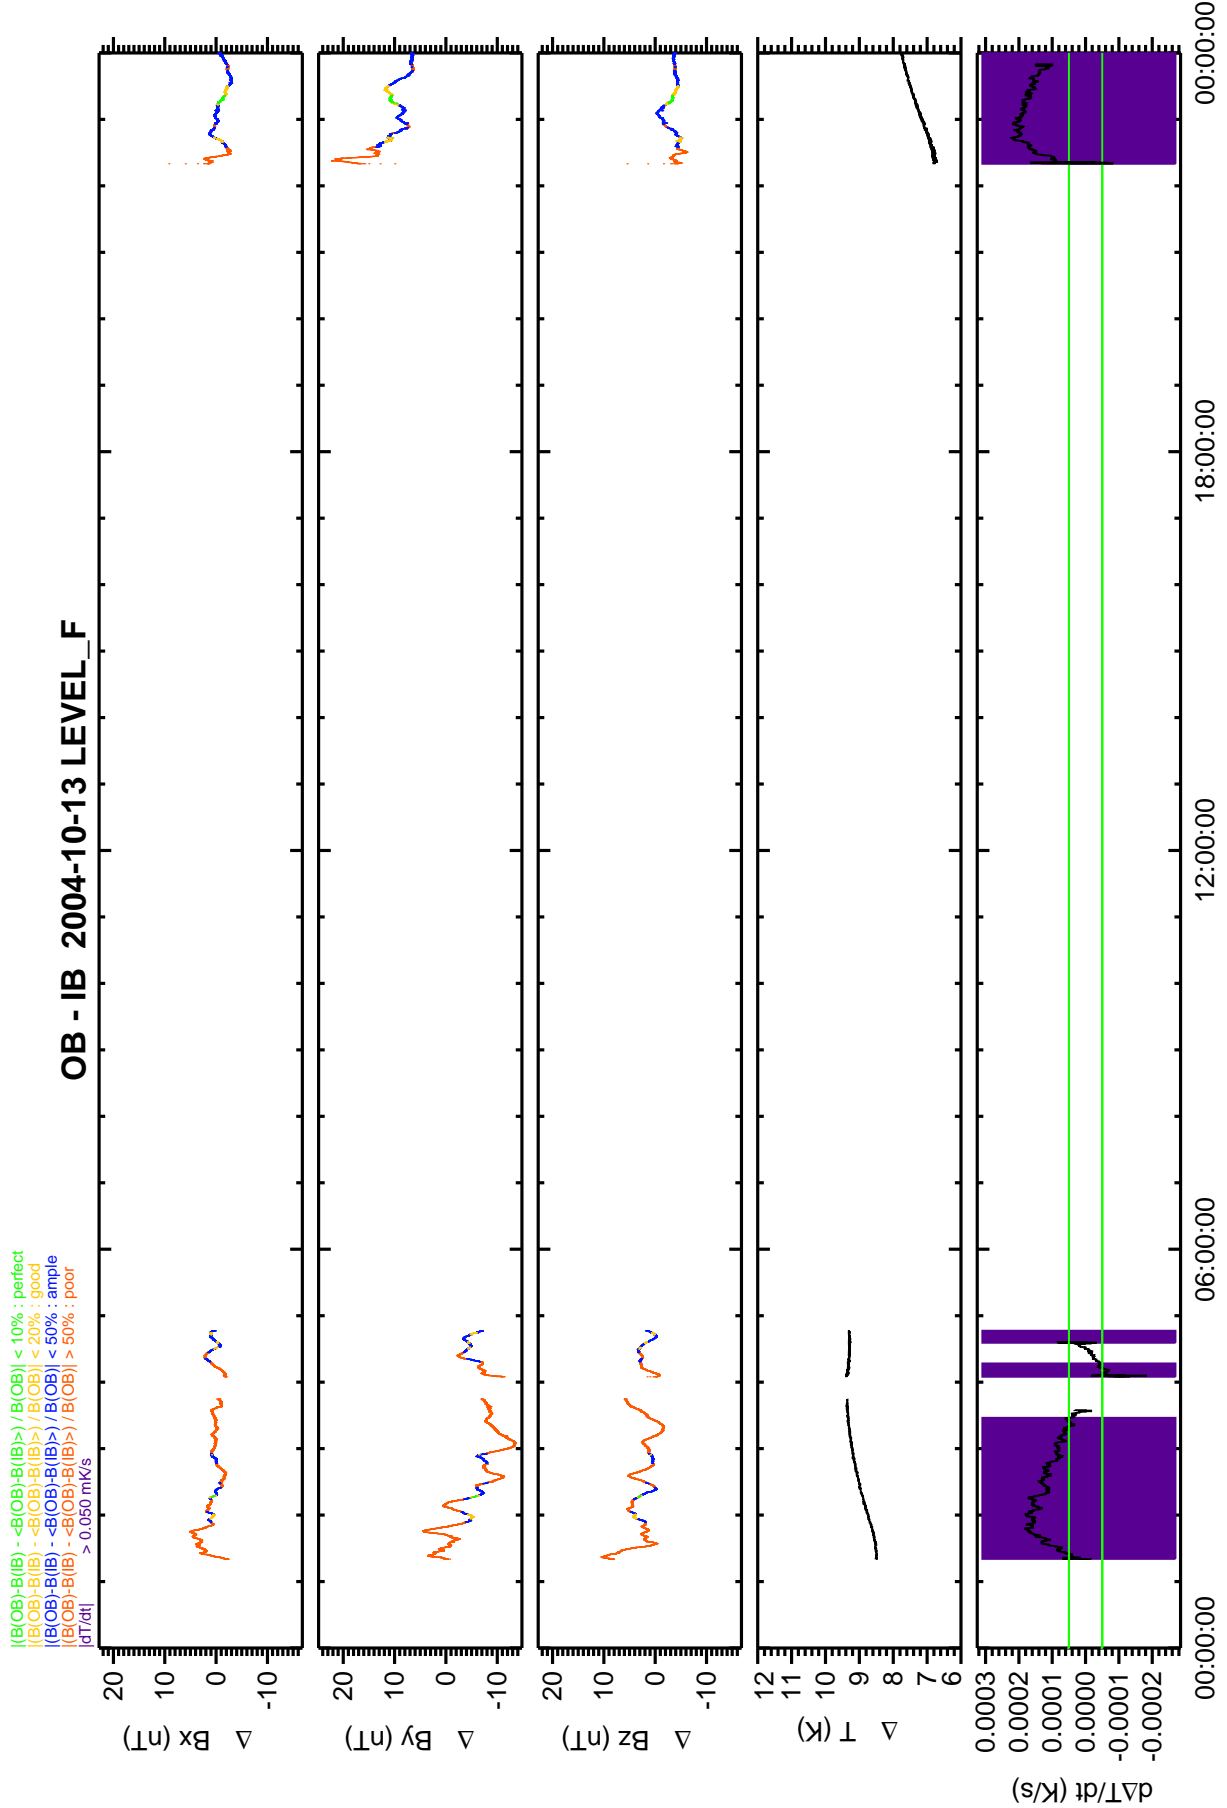 |(B(OB)-B(IB) - <B(OB)-B(IB)>) / B(OB)| < 10% : perfect
|(B(OB)-B(IB) - <B(OB)-B(IB)>) / B(OB)| < 20% : good
|(B(OB)-B(IB) - <B(OB)-B(IB)>) / B(OB)| < 50% : ample
|(B(OB)-B(IB) - <B(OB)-B(IB)>) / B(OB)| > 50% : poor
|dT/dt| > 0.050 mK/s
OB - IB 2004-10-13 LEVEL_F
Δ Bx (nT)
20
10
0
-10
Δ By (nT)
20
10
0
-10
Δ Bz (nT)
20
10
0
-10
Δ T (K)
12
11
10
9
8
7
6
dΔT/dt (K/s)
0.0003
0.0002
0.0001
0.0000
-0.0001
-0.0002
00:00:00
06:00:00
12:00:00
18:00:00
00:00:00